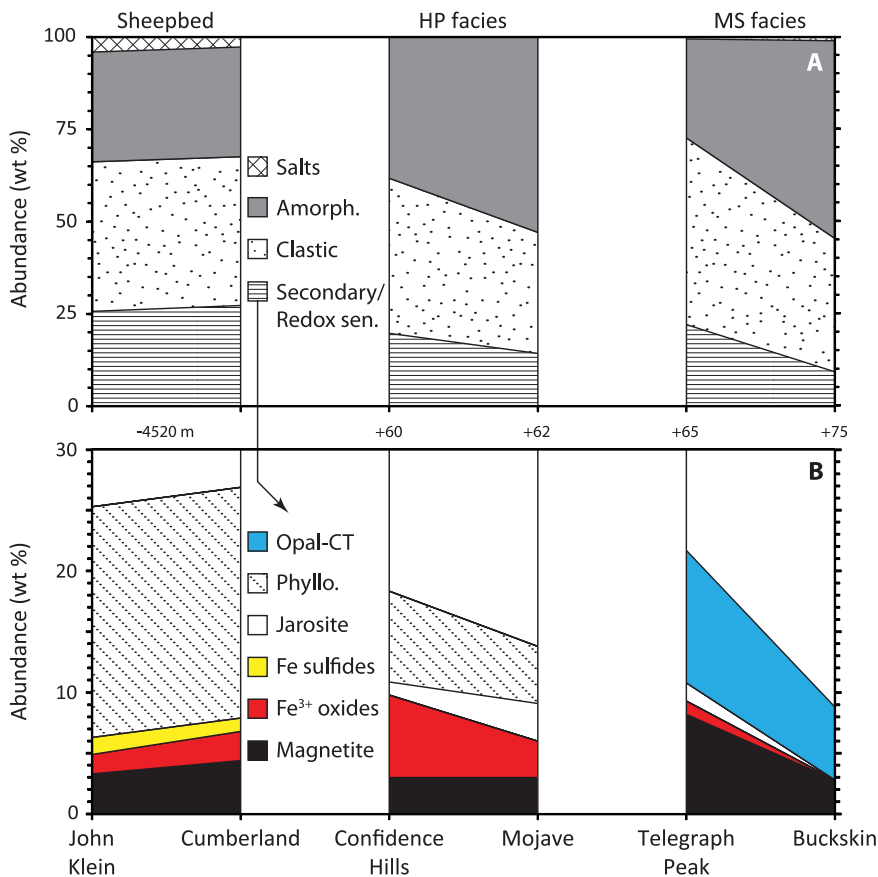 Sheepbed HP facies MS facies
100
A
75
Abundance (wt %)
Salts
Amorph.
50
Clastic
25
Secondary/
Redox sen.
0
-4520 m +60 +62 +65 +75
30
B
Opal-CT
20
Phyllo.
Abundance (wt %)
Jarosite
Fe sulfides
10
Fe³⁺ oxides
Magnetite
0
John Cumberland Confidence Mojave Telegraph Buckskin
Klein Hills Peak